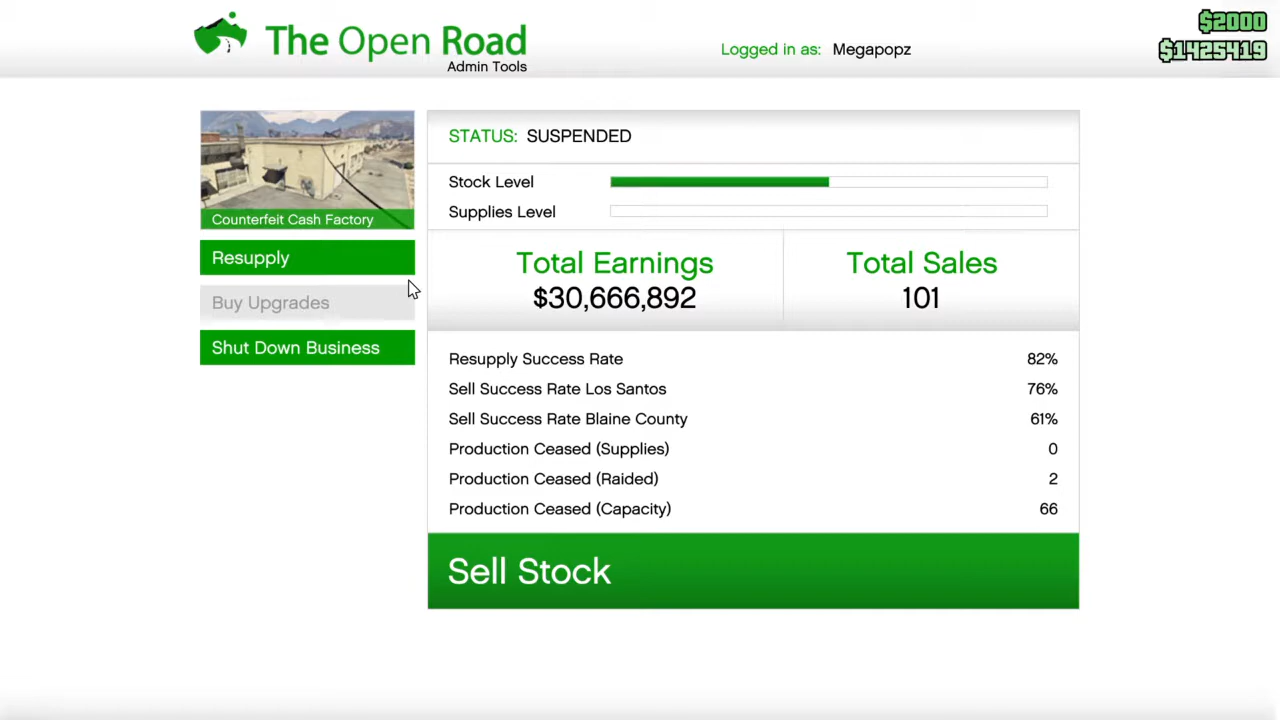 The Open Road
Admin Tools
Logged in as: Megapopz
$2000
$1425419
Counterfeit Cash Factory
Resupply
Buy Upgrades
Shut Down Business
STATUS: SUSPENDED
Stock Level
Supplies Level
Total Earnings
$30,666,892
Total Sales
101
Resupply Success Rate 82%
Sell Success Rate Los Santos 76%
Sell Success Rate Blaine County 61%
Production Ceased (Supplies) 0
Production Ceased (Raided) 2
Production Ceased (Capacity) 66
Sell Stock